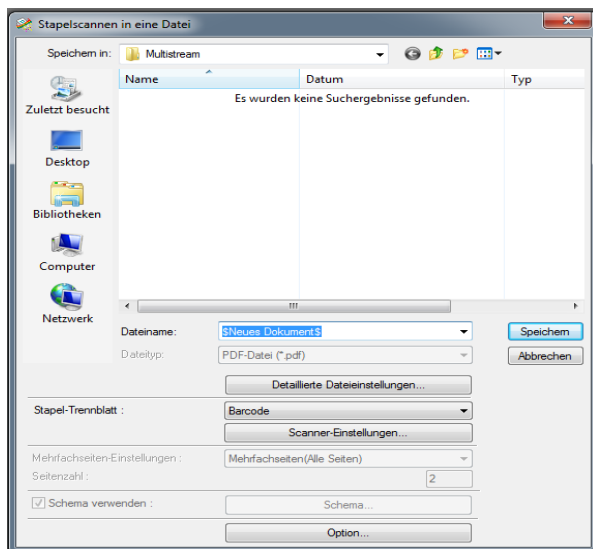 Stapelscannen in eine Datei
Speichern in: Multistream
Name Datum Typ
Es wurden keine Suchergebnisse gefunden.
Zuletzt besucht
Desktop
Bibliotheken
Computer
Netzwerk
Dateiname: $Neues Dokument$ Speichern
Dateityp: PDF-Datei (*.pdf) Abbrechen
Detaillierte Dateieinstellungen...
Stapel-Trennblatt : Barcode
Scanner-Einstellungen...
Mehrfachseiten-Einstellungen : Mehrfachseiten(Alle Seiten)
Seitenzahl : 2
Schema verwenden : Schema...
Option...